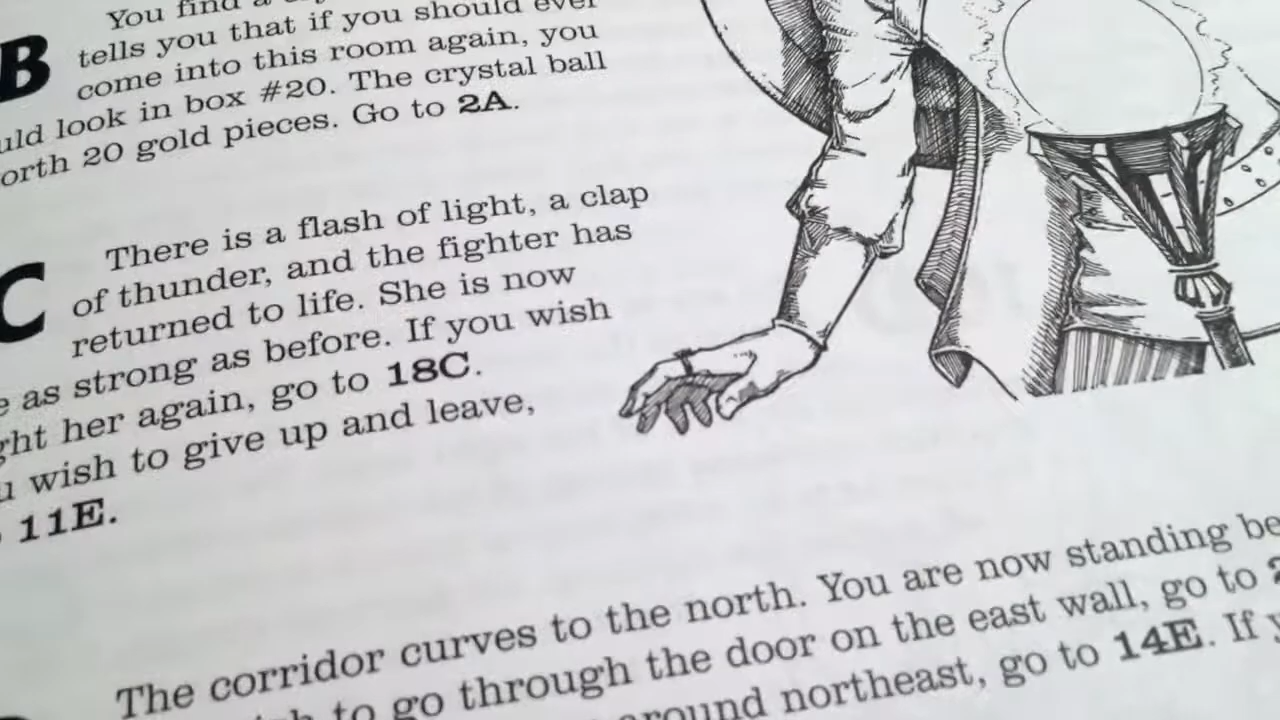 B
You find a
tells you that if you should ever
come into this room again, you
uld look in box #20. The crystal ball
orth 20 gold pieces. Go to 2A.
C
There is a flash of light, a clap
of thunder, and the fighter has
returned to life. She is now
e as strong as before. If you wish
ght her again, go to 18C.
u wish to give up and leave,
11E.
The corridor curves to the north. You are now standing be
to go through the door on the east wall, go to 2
around northeast, go to 14E. If y